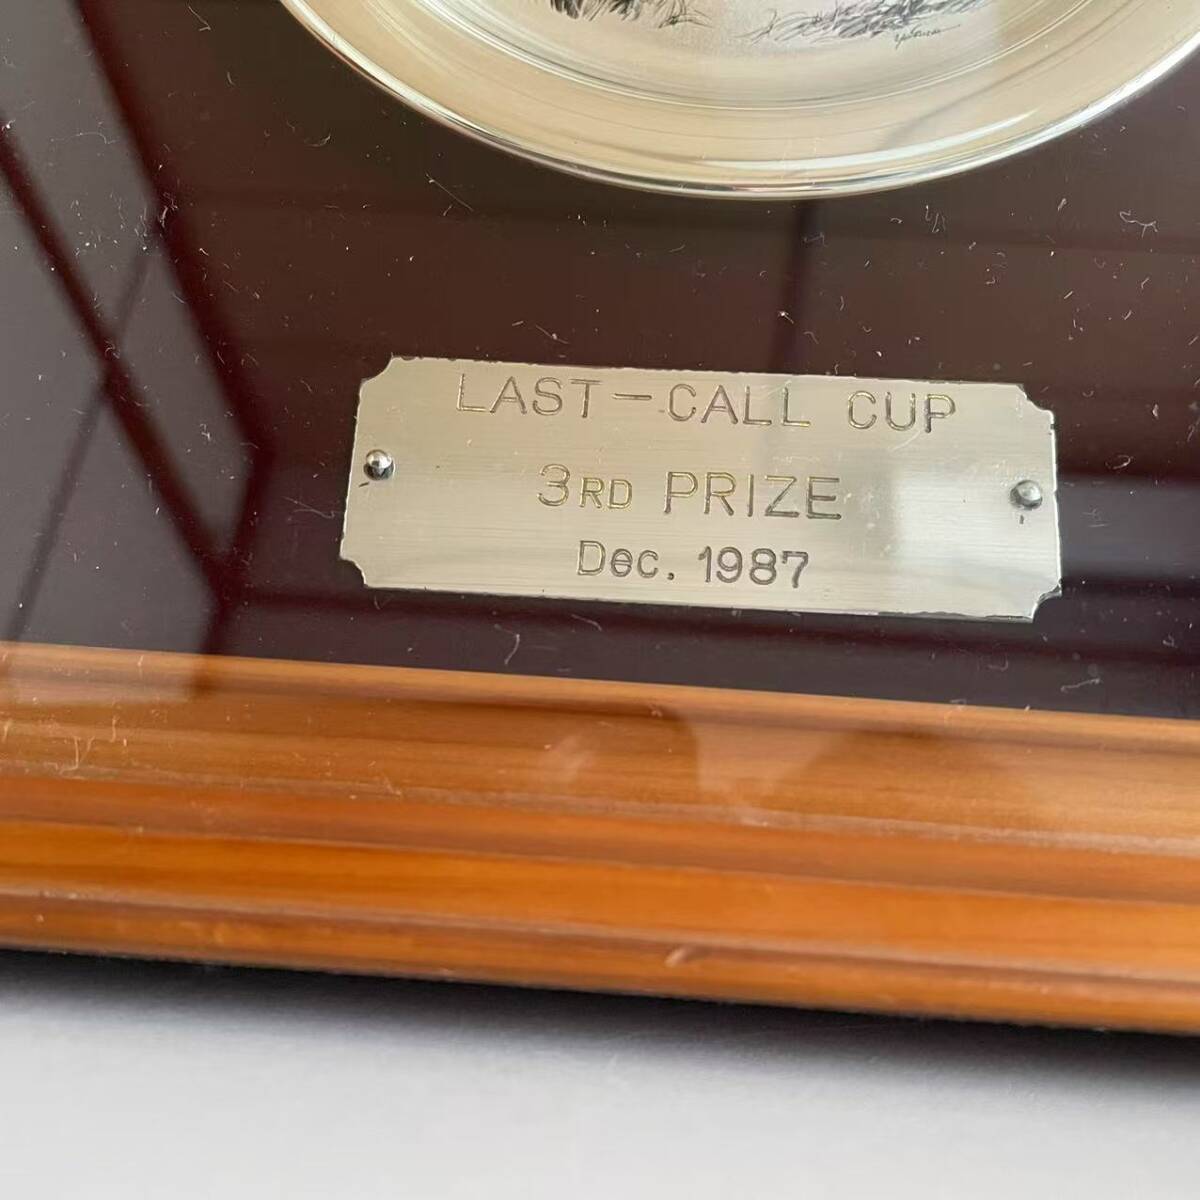 LAST-CALL CUP
3RD PRIZE
Dec. 1987